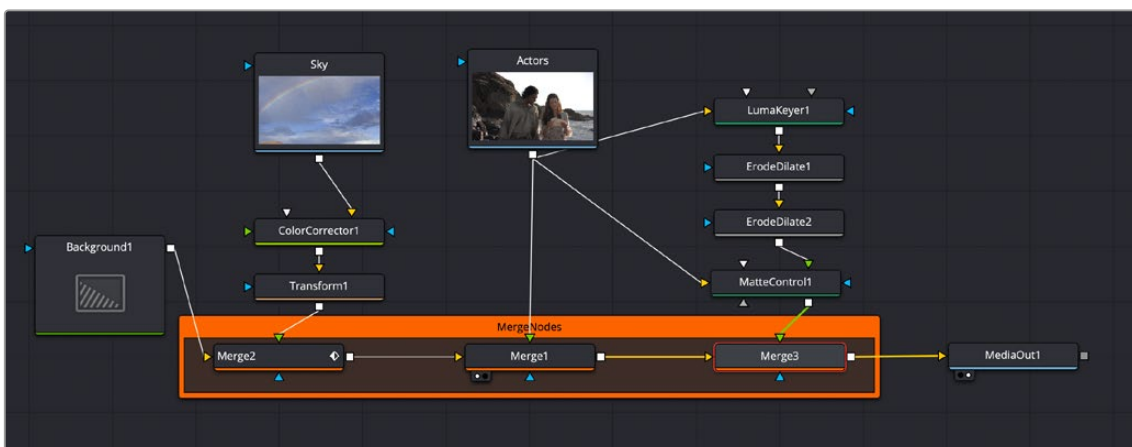 Sky
Actors
LumaKeyer1
ErodeDilate1
ErodeDilate2
ColorCorrector1
Background1
Transform1
MatteControl1
MergeNodes
Merge2
Merge1
Merge3
MediaOut1